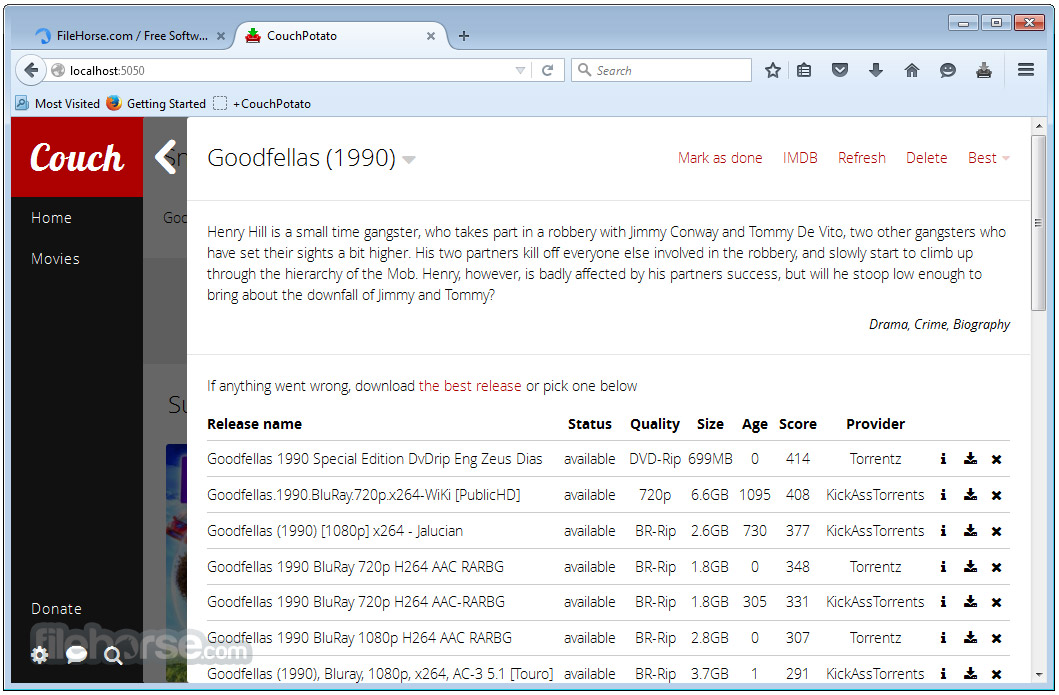 FileHorse.com / Free Softw...
CouchPotato
localhost:5050
Search
Most Visited
Getting Started
+CouchPotato
Couch
Home
Movies
Donate
filehorse.com
Goo
Su
Goodfellas (1990)
Mark as done
IMDB
Refresh
Delete
Best
Henry Hill is a small time gangster, who takes part in a robbery with Jimmy Conway and Tommy De Vito, two other gangsters who
have set their sights a bit higher. His two partners kill off everyone else involved in the robbery, and slowly start to climb up
through the hierarchy of the Mob. Henry, however, is badly affected by his partners success, but will he stoop low enough to
bring about the downfall of Jimmy and Tommy?
Drama, Crime, Biography
If anything went wrong, download the best release or pick one below
Release name Status Quality Size Age Score Provider
Goodfellas 1990 Special Edition DvDrip Eng Zeus Dias available DVD-Rip 699MB 0 414 Torrentz
Goodfellas.1990.BluRay.720p.x264-WiKi [PublicHD] available 720p 6.6GB 1095 408 KickAssTorrents
Goodfellas (1990) [1080p] x264 - Jalucian available BR-Rip 2.6GB 730 377 KickAssTorrents
Goodfellas 1990 BluRay 720p H264 AAC RARBG available BR-Rip 1.8GB 0 348 Torrentz
Goodfellas 1990 BluRay 720p H264 AAC-RARBG available BR-Rip 1.8GB 305 331 KickAssTorrents
Goodfellas 1990 BluRay 1080p H264 AAC RARBG available BR-Rip 2.8GB 0 307 Torrentz
Goodfellas (1990), Bluray, 1080p, x264, AC-3 5.1 [Touro] available BR-Rip 3.7GB 1 291 KickAssTorrents